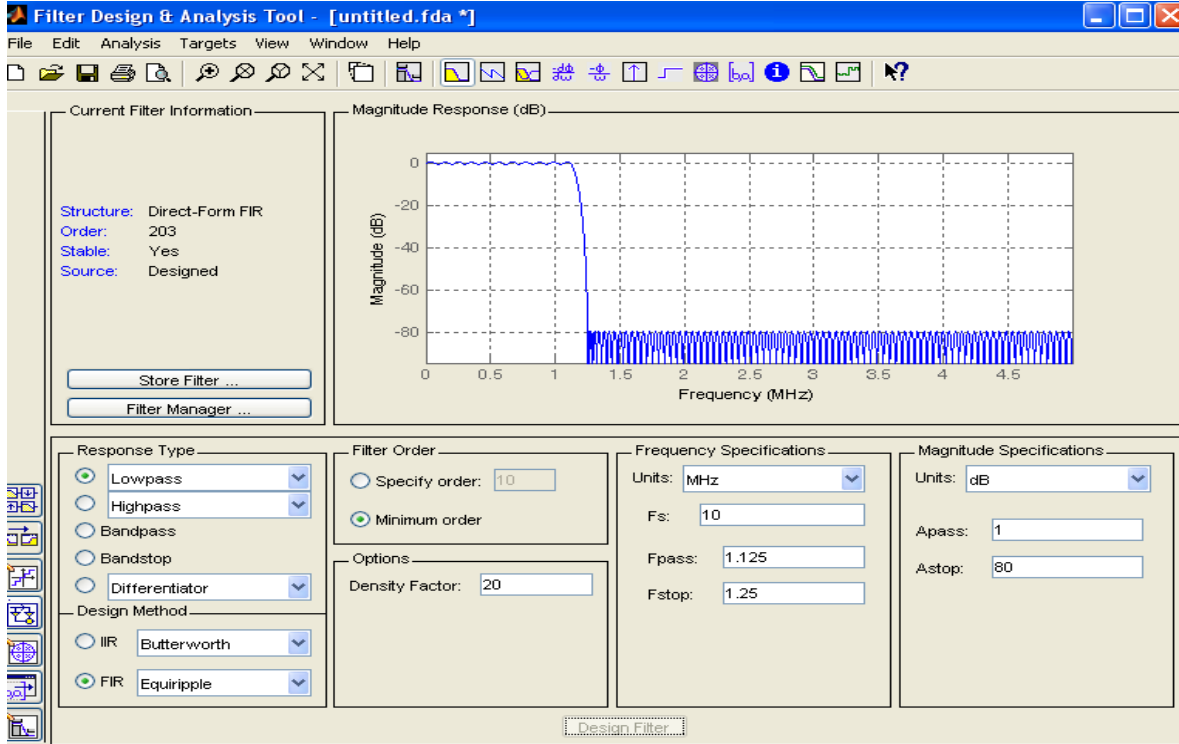 Filter Design & Analysis Tool - [untitled.fda *]
File Edit Analysis Targets View Window Help
Current Filter Information
Structure: Direct-Form FIR
Order: 203
Stable: Yes
Source: Designed
Store Filter ...
Filter Manager ...
Magnitude Response (dB)
Magnitude (dB)
0
-20
-40
-60
-80
0 0.5 1 1.5 2 2.5 3 3.5 4 4.5
Frequency (MHz)
Response Type
Lowpass
Highpass
Bandpass
Bandstop
Differentiator
Design Method
IIR Butterworth
FIR Equiripple
Filter Order
Specify order: 10
Minimum order
Options
Density Factor: 20
Frequency Specifications
Units: MHz
Fs: 10
Fpass: 1.125
Fstop: 1.25
Magnitude Specifications
Units: dB
Apass: 1
Astop: 80
Design Filter